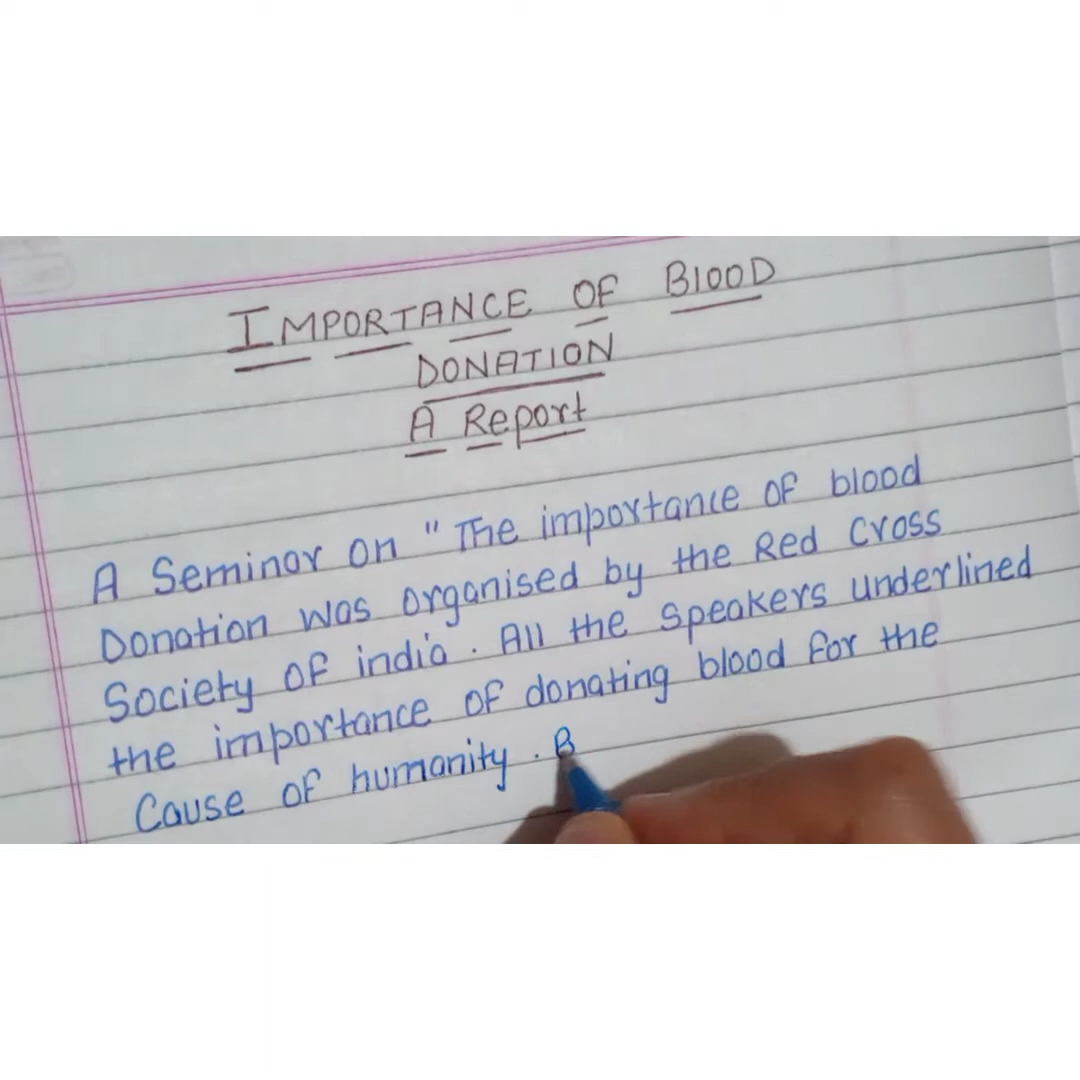 IMPORTANCE OF BlOOD
DONATION
A Report
A Seminar on " The importance of blood
Donation was organised by the Red Cross
Society of india. All the speakers underlined
the importance of donating blood for the
Cause of humanity. B